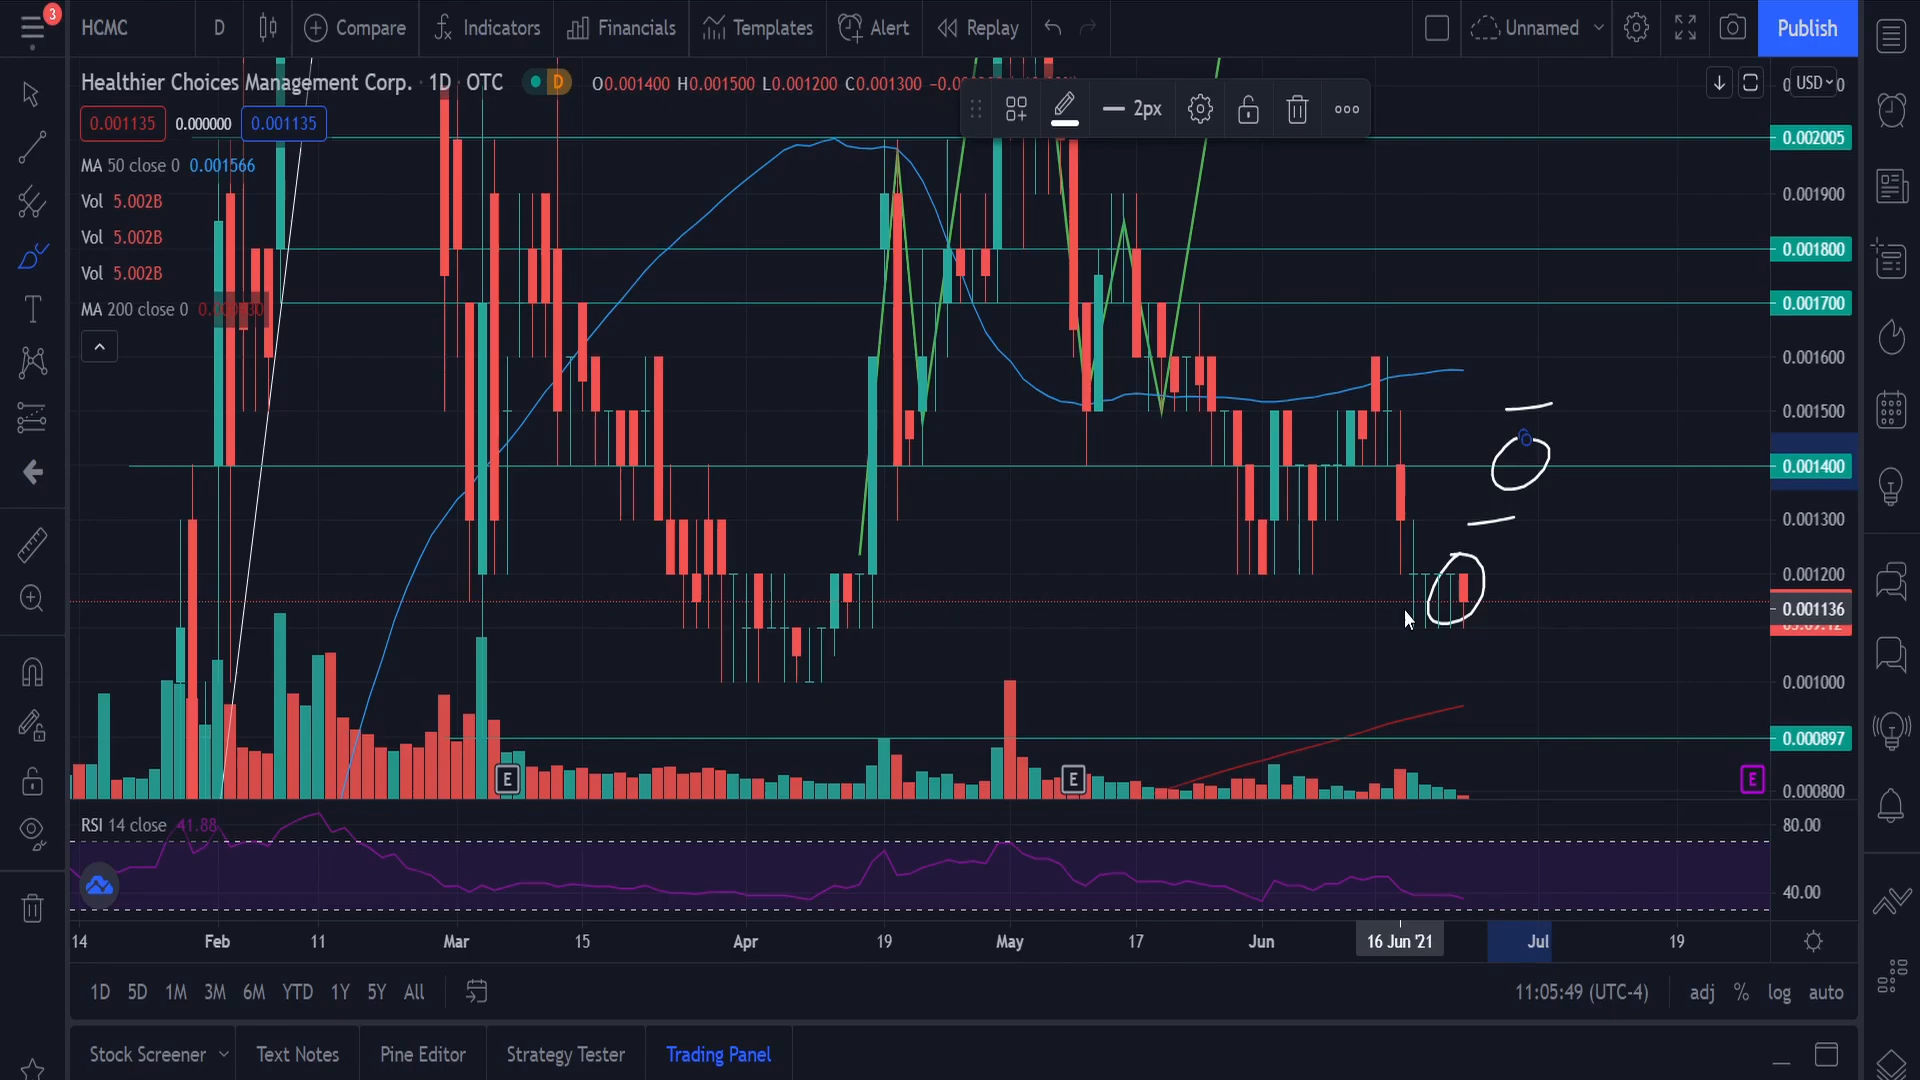 3
HCMC D Compare Indicators Financials Templates Alert Replay Unnamed Publish
Healthier Choices Management Corp. 1D OTC D O0.001400 H0.001500 L0.001200 C0.001300
2px
0 USD 0
0.001135 0.000000 0.001135
MA 50 close 0 0.001566
Vol 5.002B
Vol 5.002B
Vol 5.002B
MA 200 close 0
0.002005
0.001900
0.001800
0.001700
0.001600
0.001500
0.001400
0.001300
0.001200
0.001136
0.001000
0.000897
0.000800
E E E
RSI 14 close 41.88
80.00
40.00
14 Feb 11 Mar 15 Apr 19 May 17 Jun 16 Jun '21 Jul 19
1D 5D 1M 3M 6M YTD 1Y 5Y All 11:05:49 (UTC-4) adj % log auto
Stock Screener Text Notes Pine Editor Strategy Tester Trading Panel